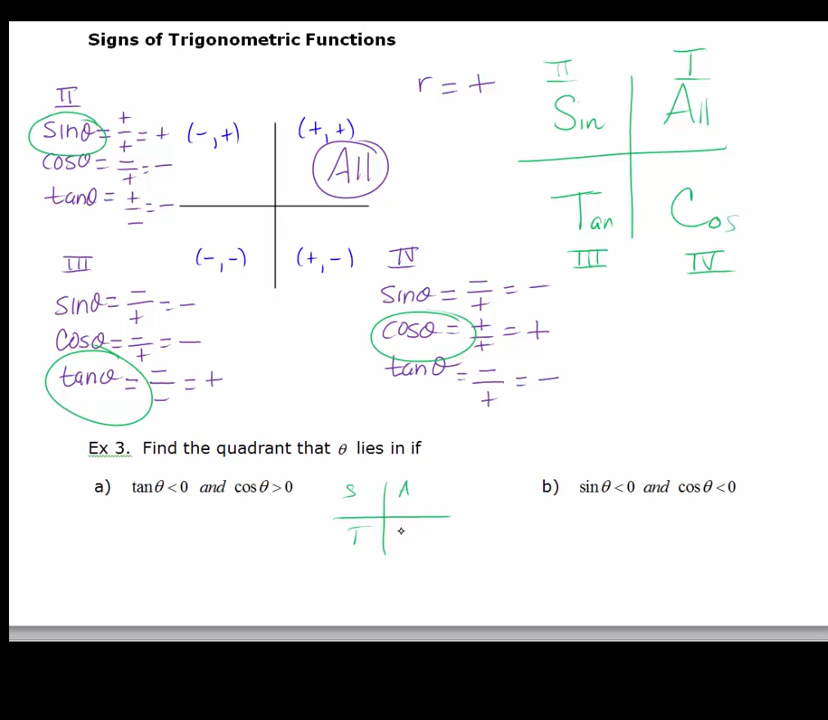 Signs of Trigonometric Functions
II
sinθ = +/+ = +
cosθ = −/+ = −
tanθ = +/− = −
(-,+)
(+,+)
All
r = +
II
I
Sin
All
Tan
Cos
III
IV
III
(-,-)
(+,-)
IV
sinθ = −/+ = −
cosθ = −/+ = −
tanθ = −/− = +
sinθ = −/+ = −
cosθ = +/+ = +
tanθ = −/+ = −
Ex 3. Find the quadrant that θ lies in if
a) tanθ<0 and cosθ>0
S A
T
b) sinθ<0 and cosθ<0